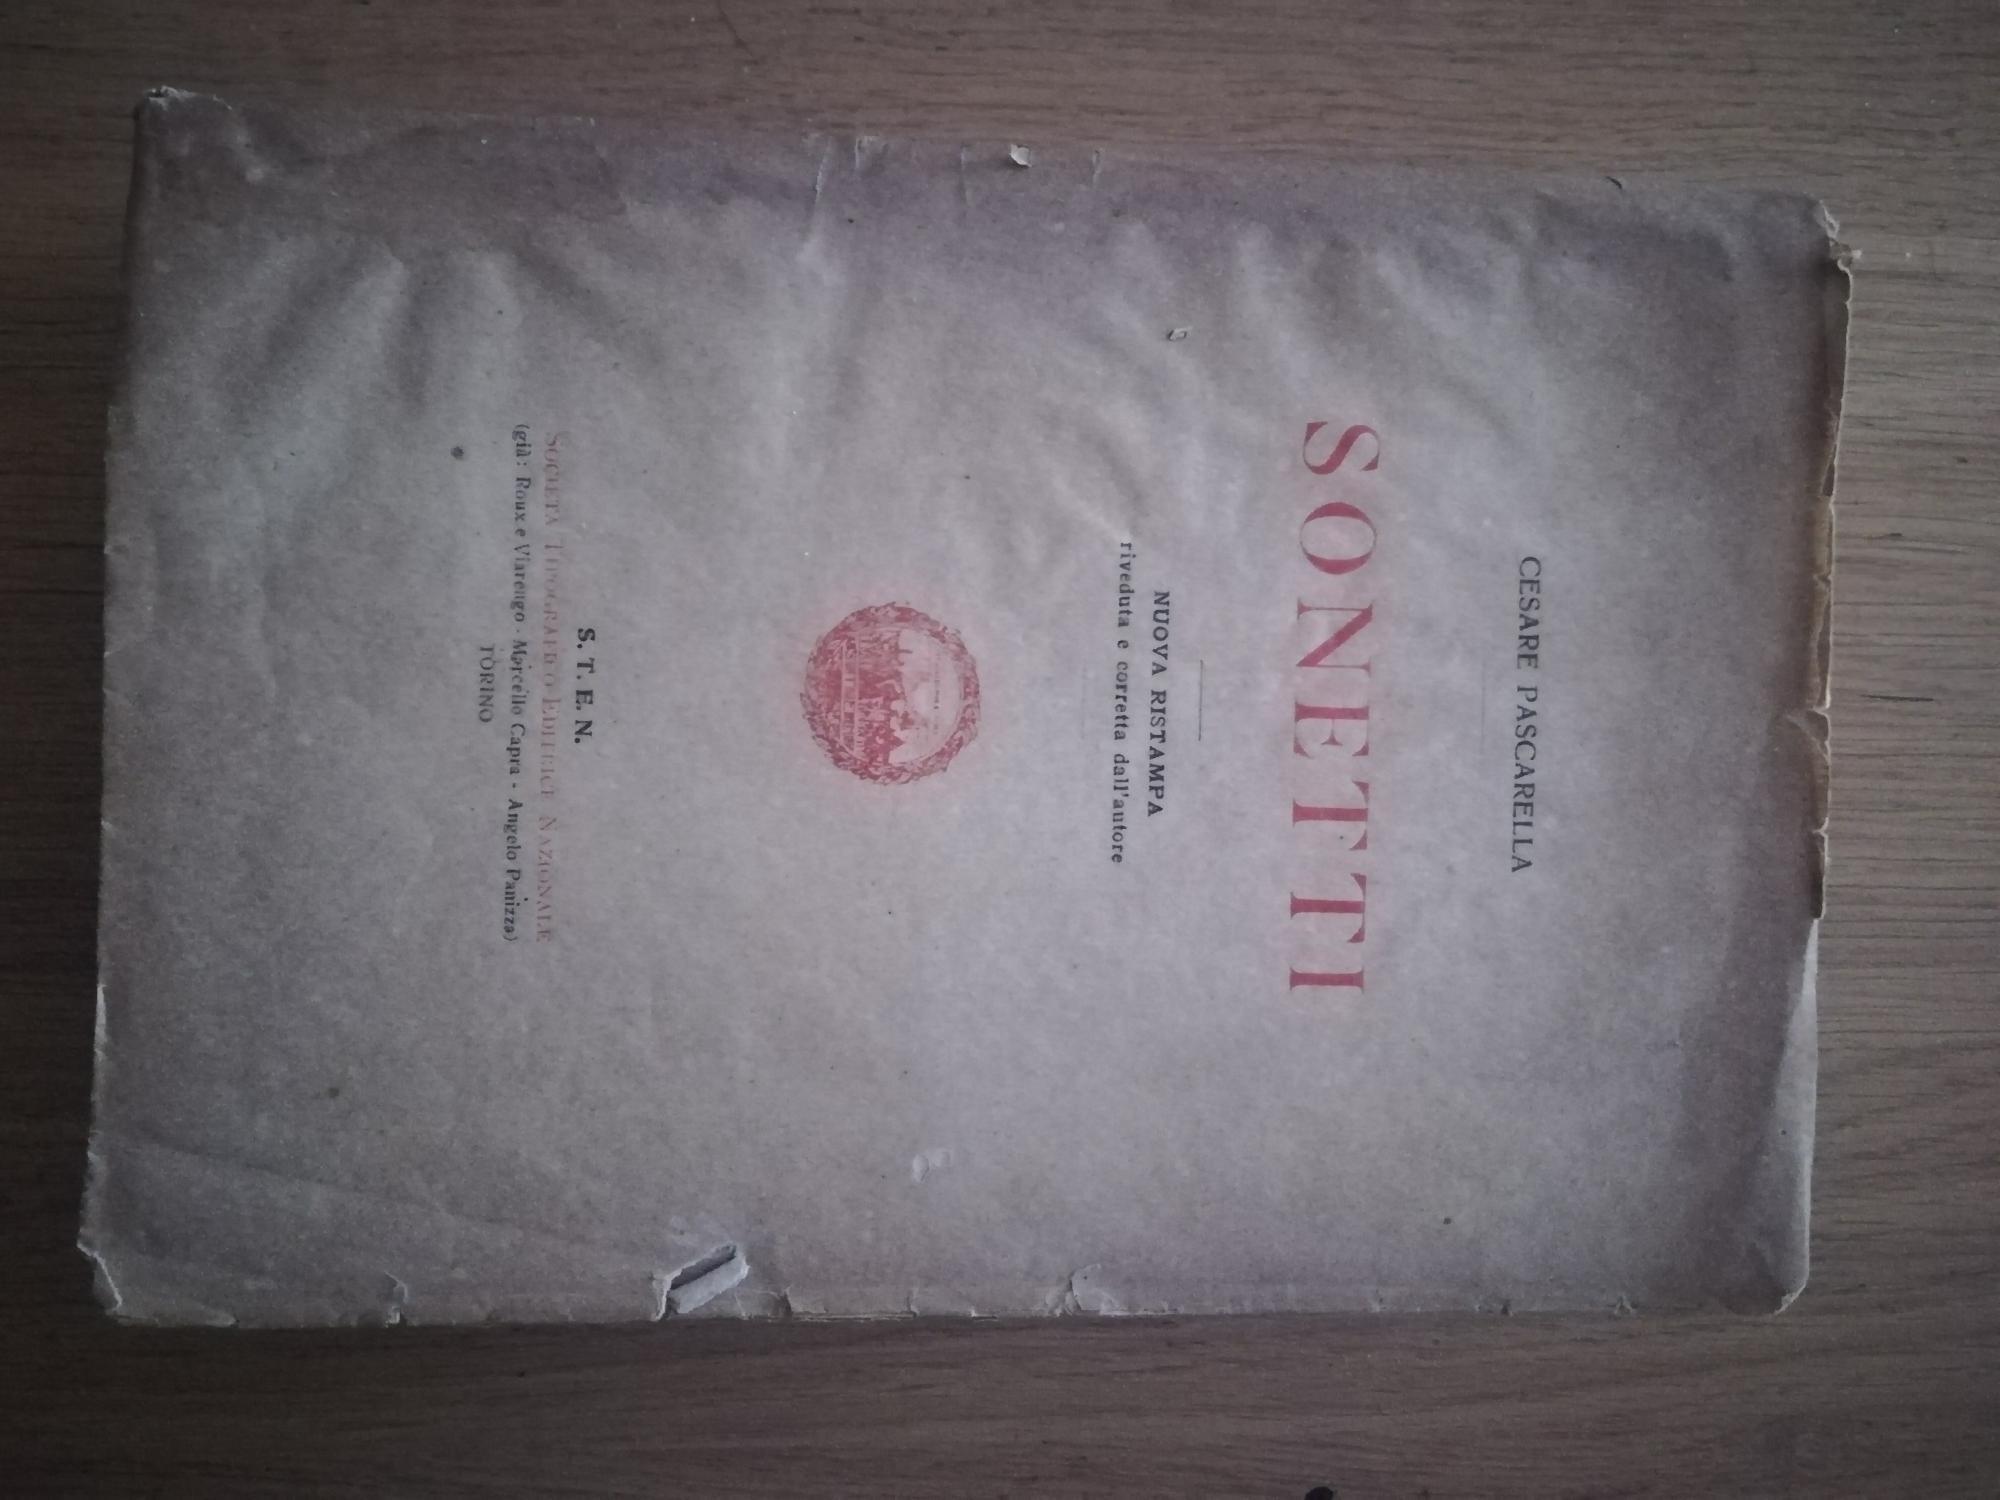 CESARE PASCARELLA
SONETTI
NUOVA RISTAMPA
riveduta e corretta dall'autore
S. T. E. N.
SOCIETÀ TIPOGRAFICO EDITRICE NAZIONALE
(già: Roux e Viarengo - Marcello Capra - Angelo Panizza)
TORINO